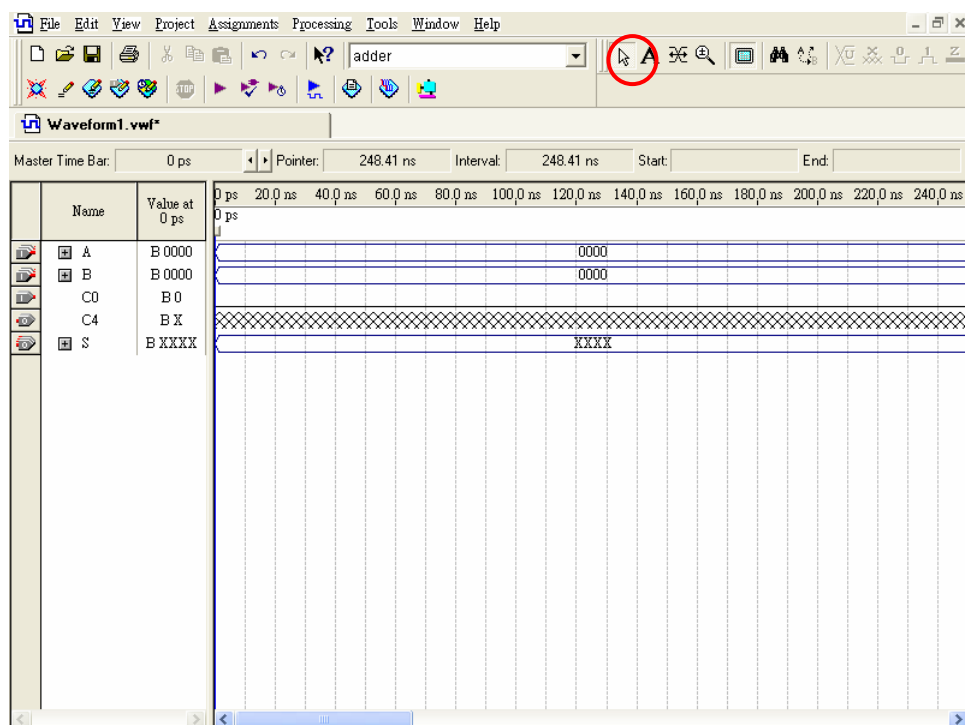 File Edit View Project Assignments Processing Tools Window Help
adder A
STOP
Waveform1.vwf*
Master Time Bar: 0 ps Pointer: 248.41 ns Interval: 248.41 ns Start: End:
Name Value at 0 ps
0 ps 20.0 ns 40.0 ns 60.0 ns 80.0 ns 100.0 ns 120.0 ns 140.0 ns 160.0 ns 180.0 ns 200.0 ns 220.0 ns 240.0 ns
0 ps
A B 0000 0000
B B 0000 0000
C0 B 0
C4 B X
S B XXXX XXXX